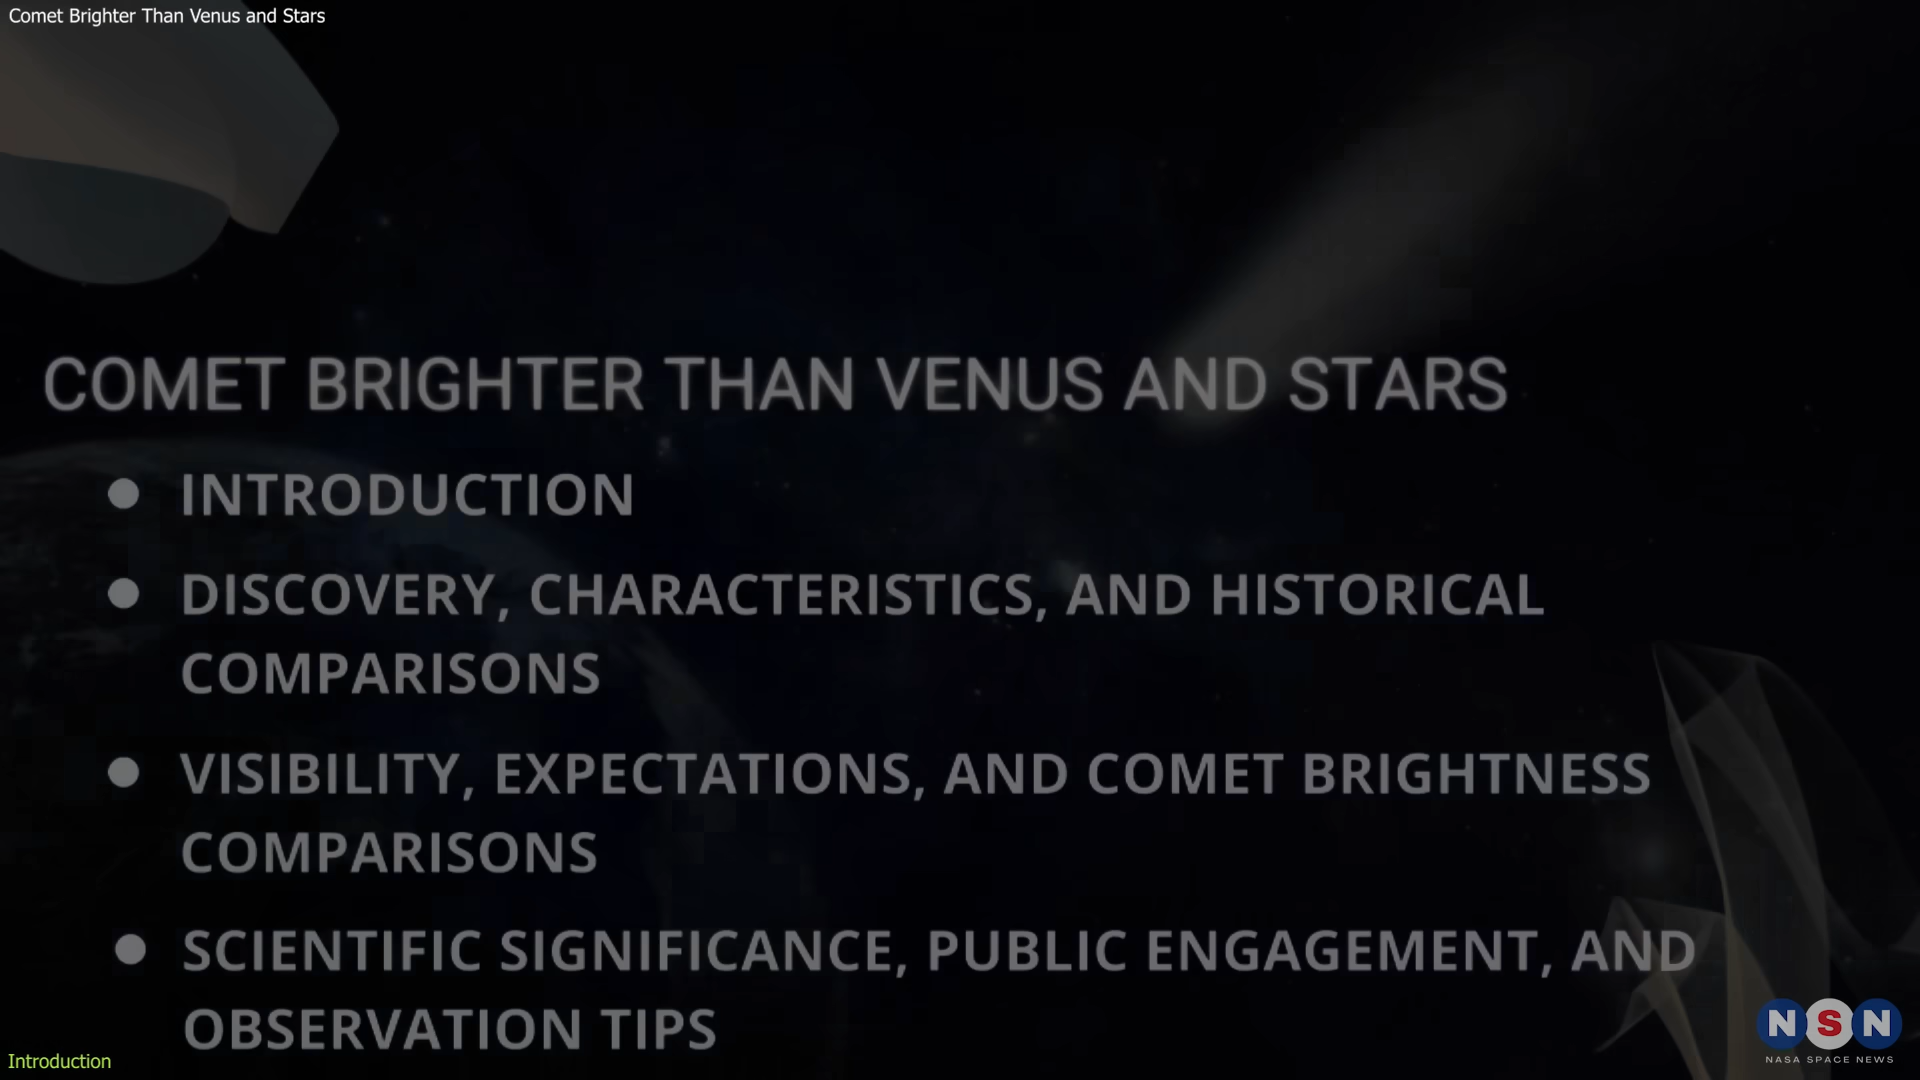 Comet Brighter Than Venus and Stars
COMET BRIGHTER THAN VENUS AND STARS
● INTRODUCTION
● DISCOVERY, CHARACTERISTICS, AND HISTORICAL
COMPARISONS
● VISIBILITY, EXPECTATIONS, AND COMET BRIGHTNESS
COMPARISONS
● SCIENTIFIC SIGNIFICANCE, PUBLIC ENGAGEMENT, AND
OBSERVATION TIPS
NSN
NASA SPACE NEWS
Introduction